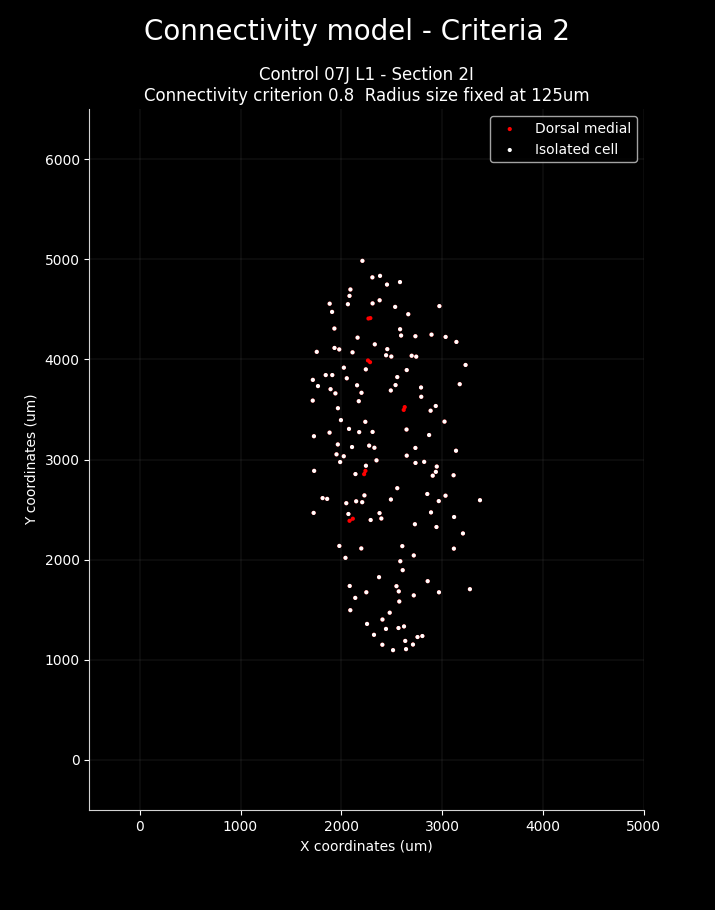 Connectivity model - Criteria 2
Control 07J L1 - Section 2I
Connectivity criterion 0.8  Radius size fixed at 125um
Dorsal medial
Isolated cell
6000
5000
4000
3000
2000
1000
0
Y coordinates (um)
0 1000 2000 3000 4000 5000
X coordinates (um)